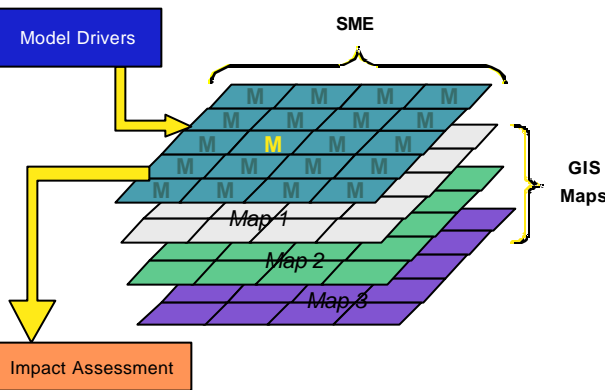 Model Drivers
SME
M M M M
M M M M
M M M M
M M M M
M M M M
GIS
Maps
Map 1
Map 2
Map 3
Impact Assessment